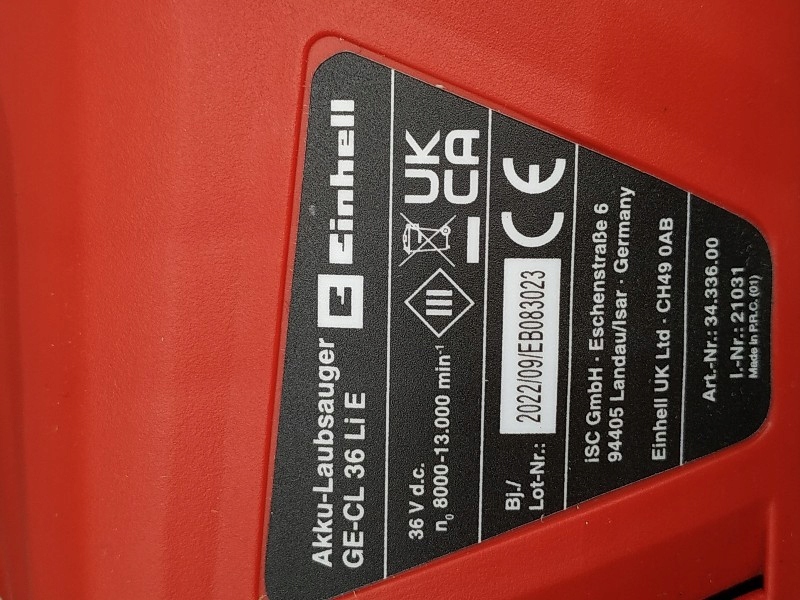 Akku-Laubsauger
GE-CL 36 Li E
Einhell
36 V d.c.
n₀ 8000-13.000 min⁻¹
III
UK
CA
Bj./
Lot-Nr.: 2022/09/EB083023
CE
iSC GmbH · Eschenstraße 6
94405 Landau/Isar · Germany
Einhell UK Ltd · CH49 0AB
Art.-Nr.: 34.336.00
I.-Nr.: 21031
Made in P.R.C. (01)